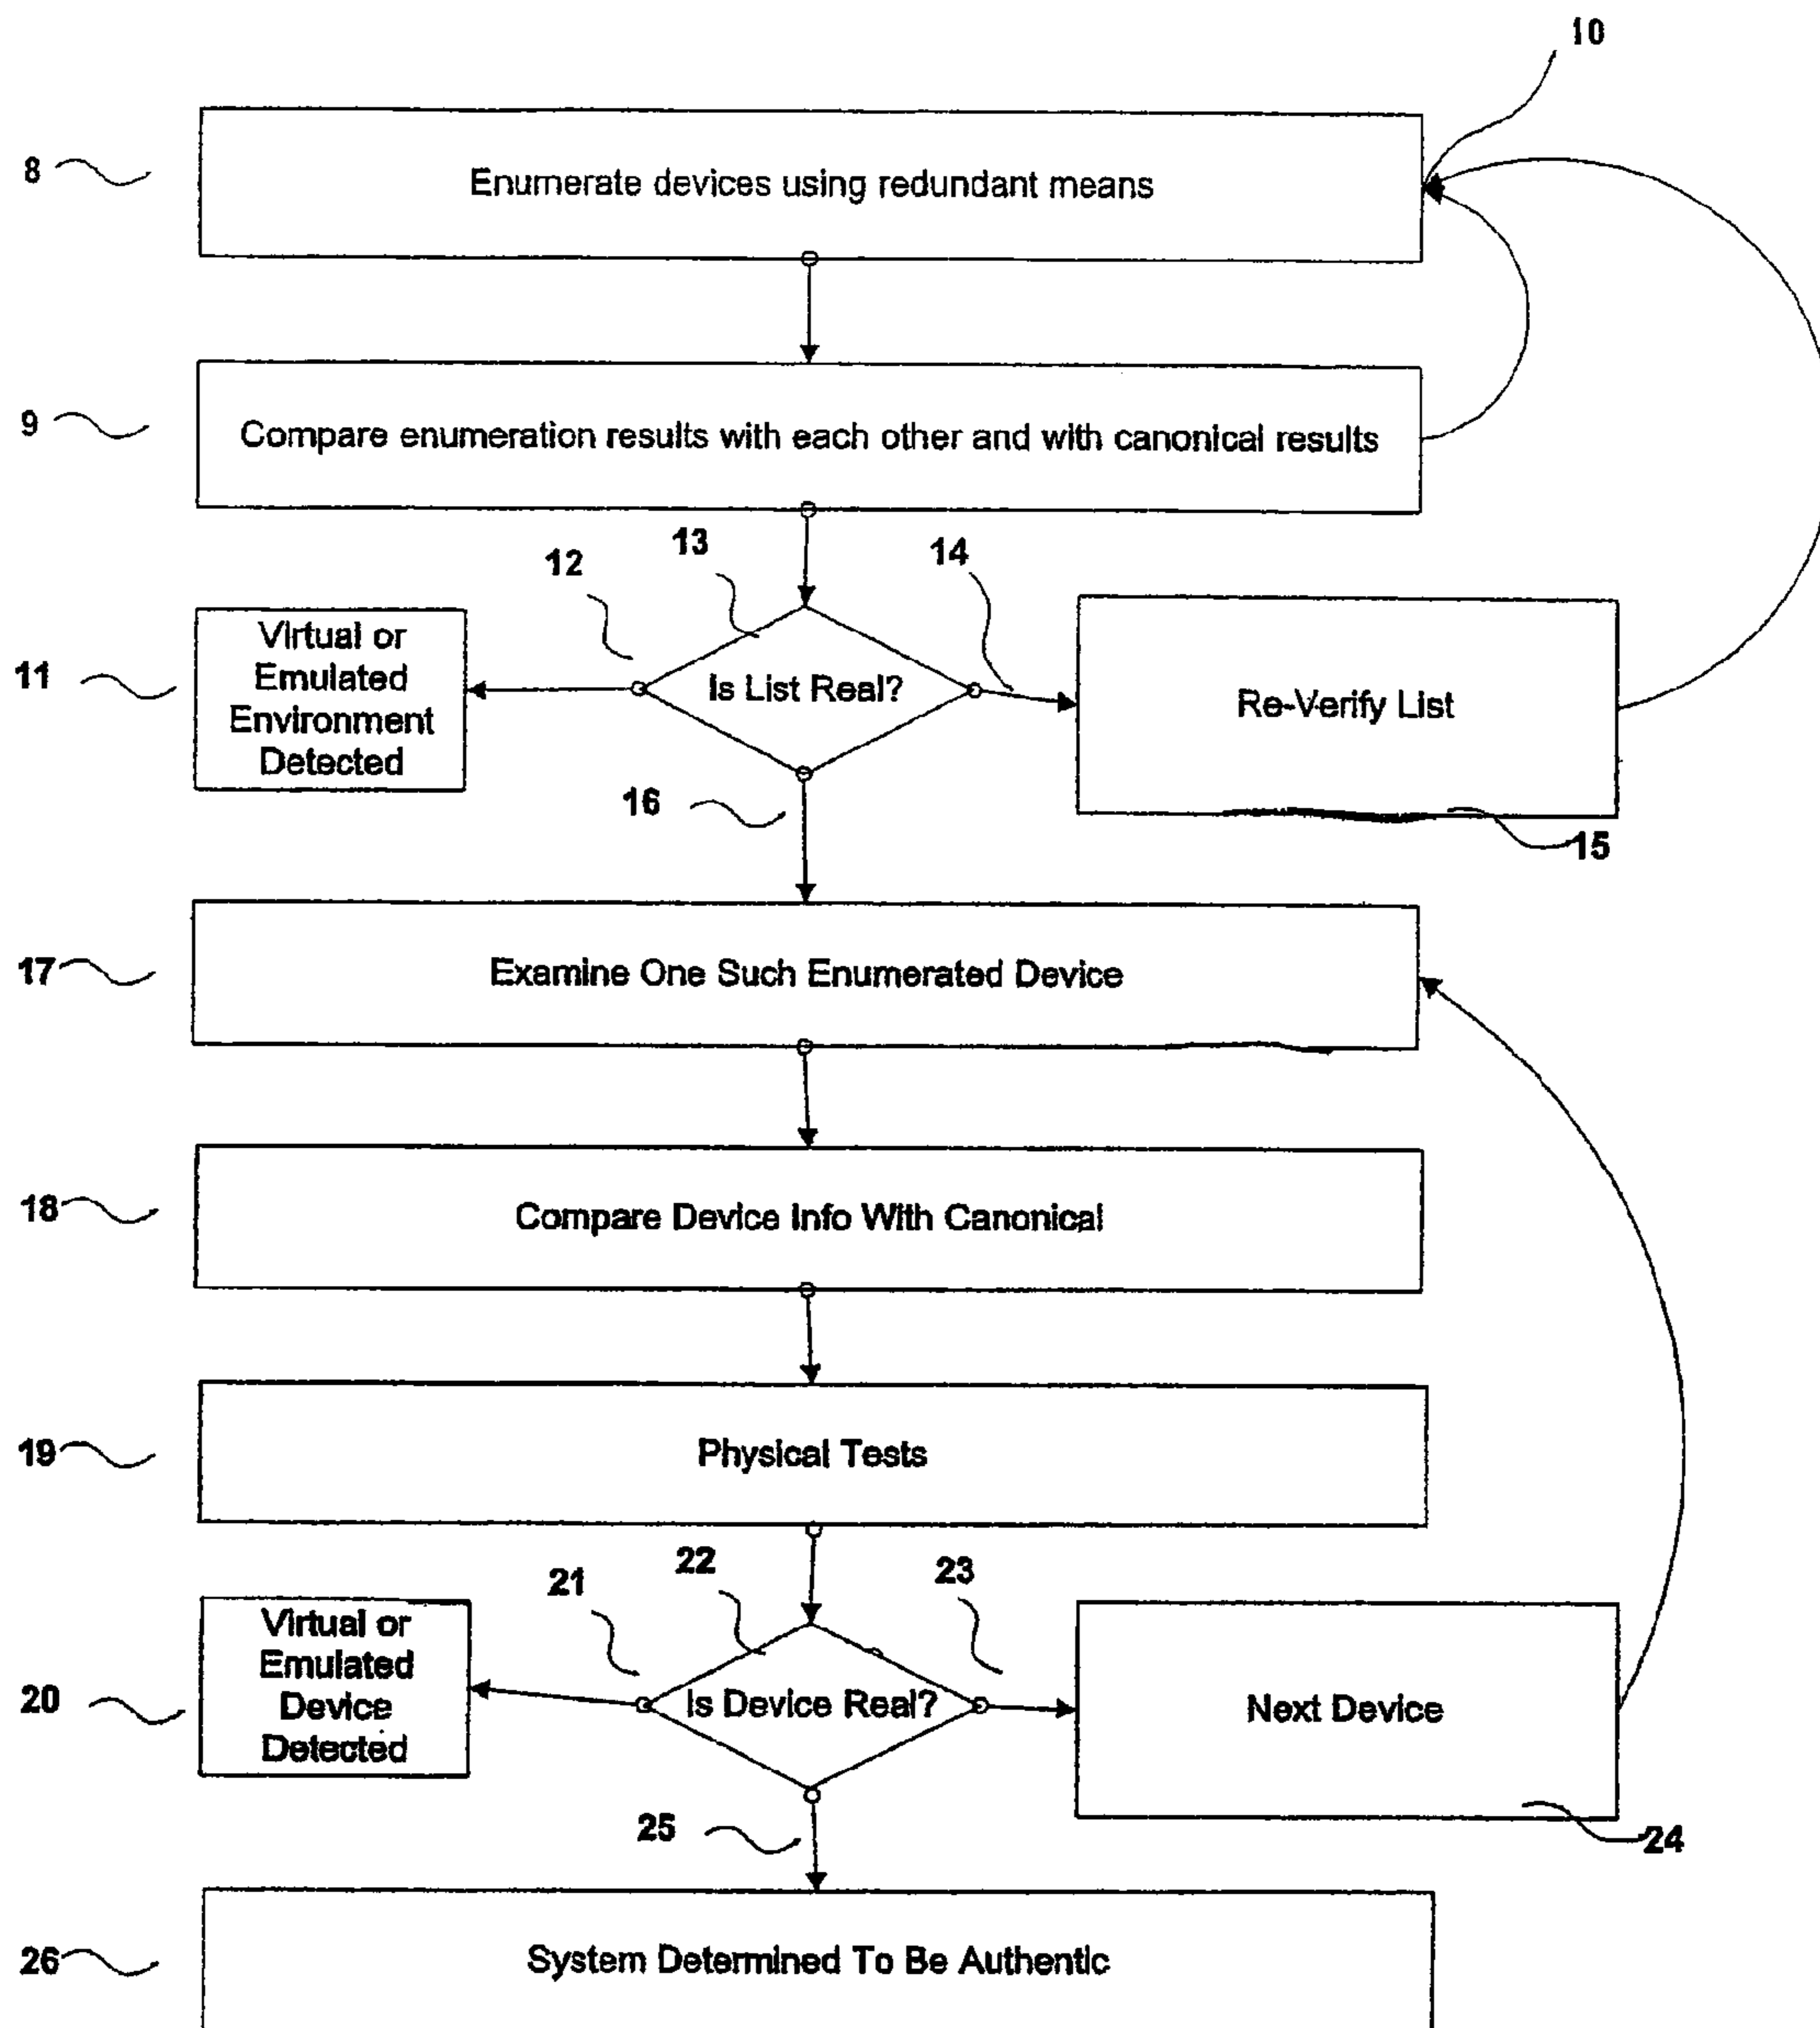 10
8
Enumerate devices using redundant means
9
Compare enumeration results with each other and with canonical results
12
13
14
11
Virtual or
Emulated
Environment
Detected
Is List Real?
Re-Verify List
15
16
17
Examine One Such Enumerated Device
18
Compare Device Info With Canonical
19
Physical Tests
21
22
23
20
Virtual or
Emulated
Device
Detected
Is Device Real?
Next Device
24
25
26
System Determined To Be Authentic